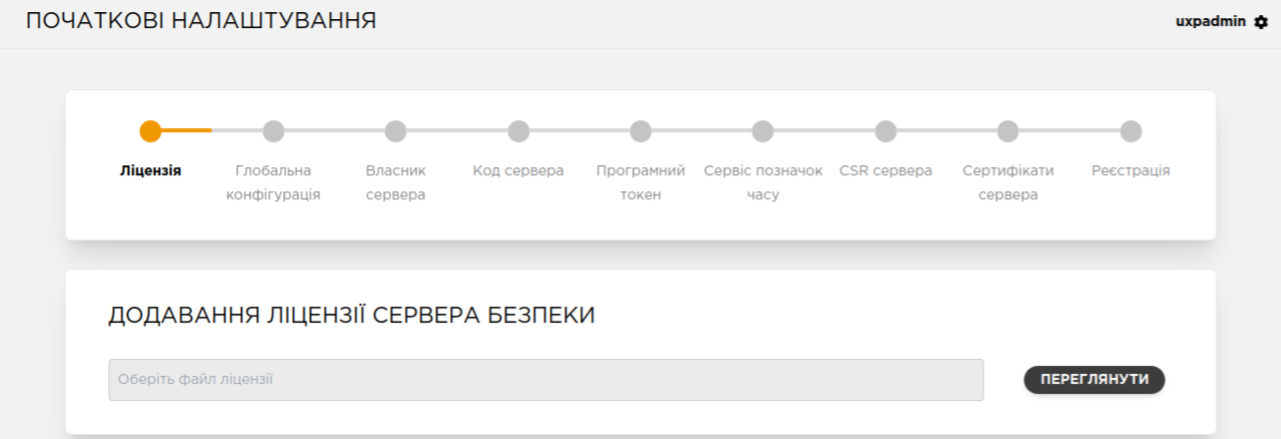 ПОЧАТКОВІ НАЛАШТУВАННЯ
uxpadmin
Ліцензія
Глобальна
конфігурація
Власник
сервера
Код сервера
Програмний
токен
Сервіс позначок
часу
CSR сервера
Сертифікати
сервера
Реєстрація
ДОДАВАННЯ ЛІЦЕНЗІЇ СЕРВЕРА БЕЗПЕКИ
Оберіть файл ліцензії
ПЕРЕГЛЯНУТИ